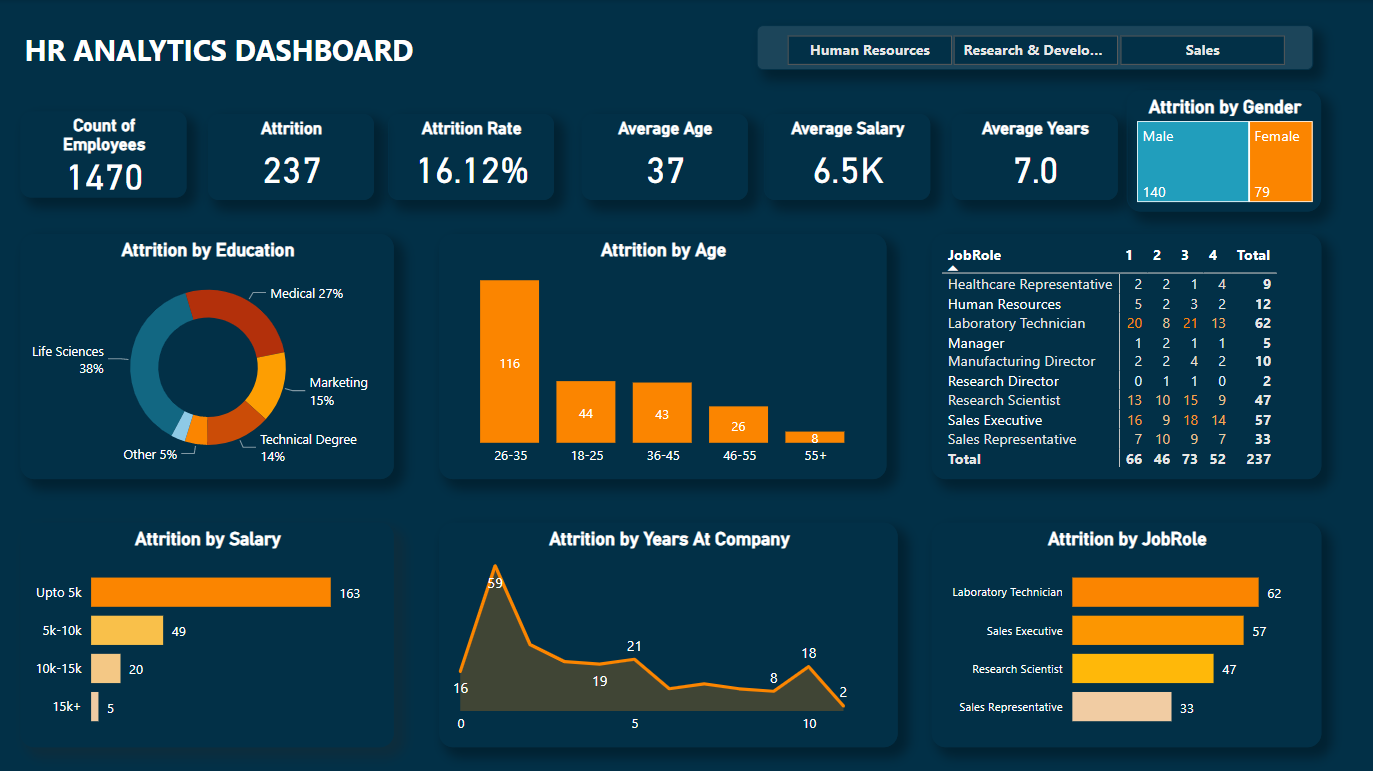 HR ANALYTICS DASHBOARD
Human Resources
Research & Develo...
Sales
Count of
Employees
1470
Attrition
237
Attrition Rate
16.12%
Average Age
37
Average Salary
6.5K
Average Years
7.0
Attrition by Gender
Male
140
Female
79
Attrition by Education
Medical 27%
Life Sciences
38%
Marketing
15%
Technical Degree
14%
Other 5%
Attrition by Age
116
44
43
26
8
26-35 18-25 36-45 46-55 55+
JobRole 1 2 3 4 Total
Healthcare Representative 2 2 1 4 9
Human Resources 5 2 3 2 12
Laboratory Technician 20 8 21 13 62
Manager 1 2 1 1 5
Manufacturing Director 2 2 4 2 10
Research Director 0 1 1 0 2
Research Scientist 13 10 15 9 47
Sales Executive 16 9 18 14 57
Sales Representative 7 10 9 7 33
Total 66 46 73 52 237
Attrition by Salary
Upto 5k 163
5k-10k 49
10k-15k 20
15k+ 5
Attrition by Years At Company
59
16
19
21
8
18
2
0 5 10
Attrition by JobRole
Laboratory Technician 62
Sales Executive 57
Research Scientist 47
Sales Representative 33